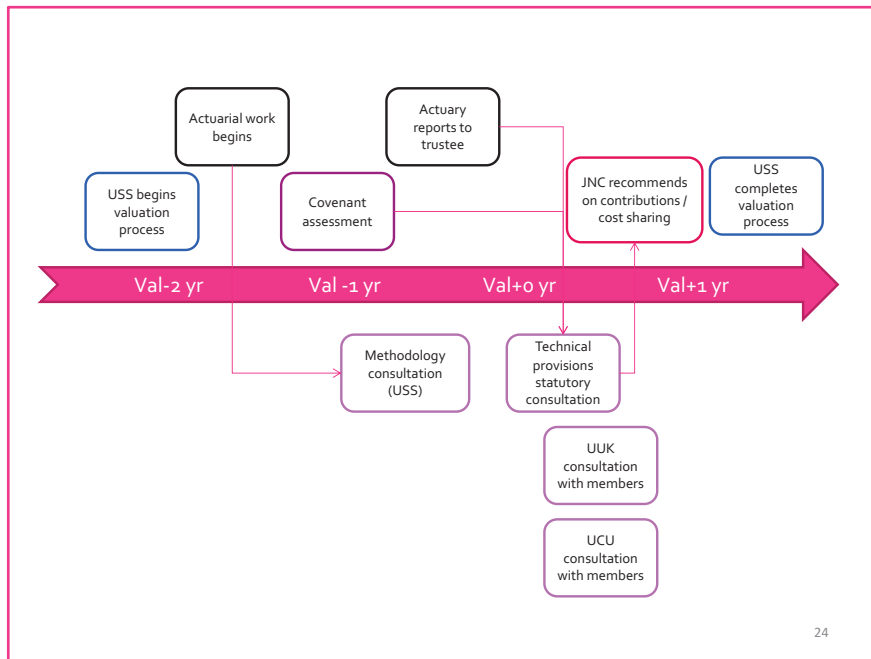 Actuarial work
begins
Actuary
reports to
trustee
USS begins
valuation
process
Covenant
assessment
JNC recommends
on contributions /
cost sharing
USS
completes
valuation
process
Val-2 yr
Val -1 yr
Val+0 yr
Val+1 yr
Methodology
consultation
(USS)
Technical
provisions
statutory
consultation
UUK
consultation
with members
UCU
consultation
with members
24